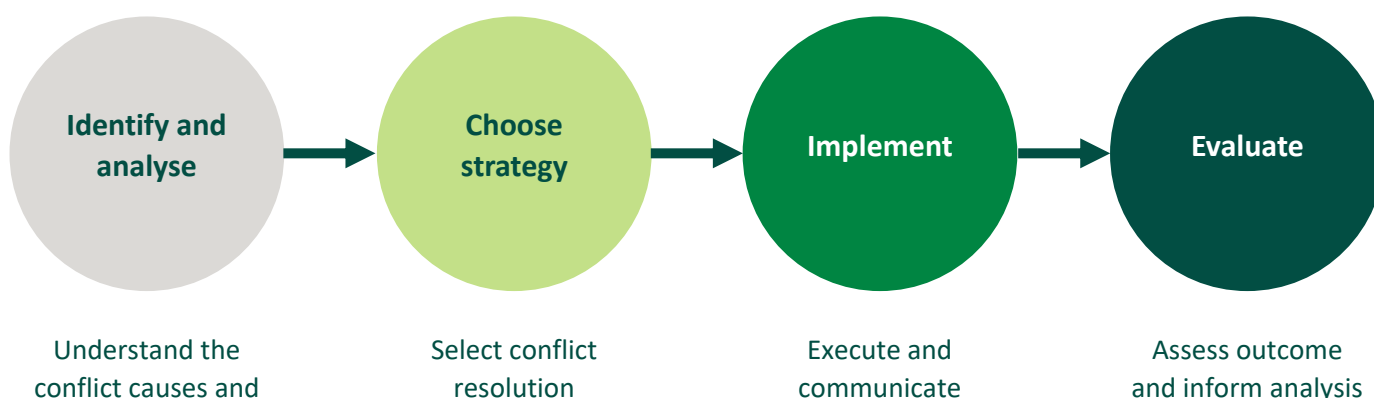 Identify and
analyse
Choose
strategy
Implement
Evaluate
Understand the
conflict causes and
Select conflict
resolution
Execute and
communicate
Assess outcome
and inform analysis